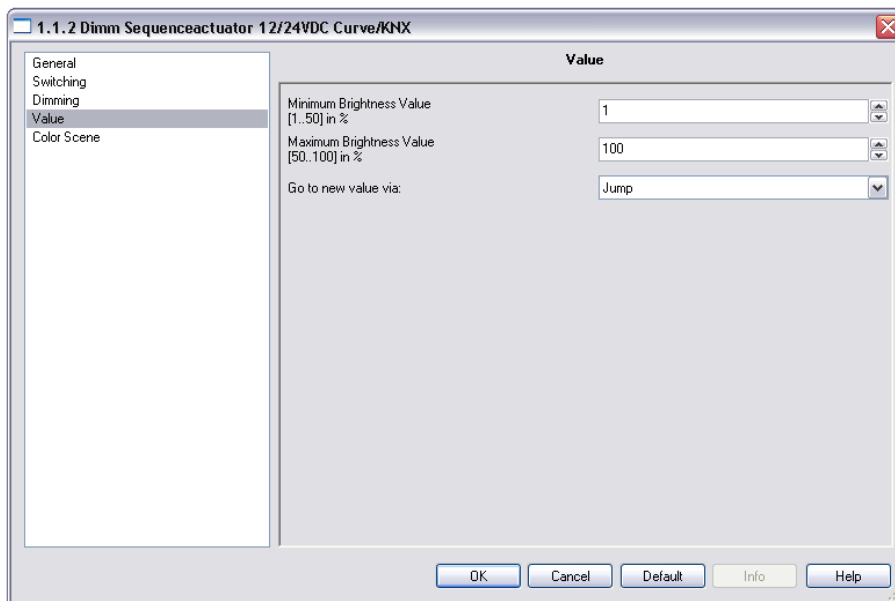 1.1.2 Dimm Sequenceactuator 12/24VDC Curve/KNX
General
Switching
Dimming
Value
Color Scene
Value
Minimum Brightness Value
[1..50] in %
1
Maximum Brightness Value
[50..100] in %
100
Go to new value via:
Jump
OK
Cancel
Default
Info
Help